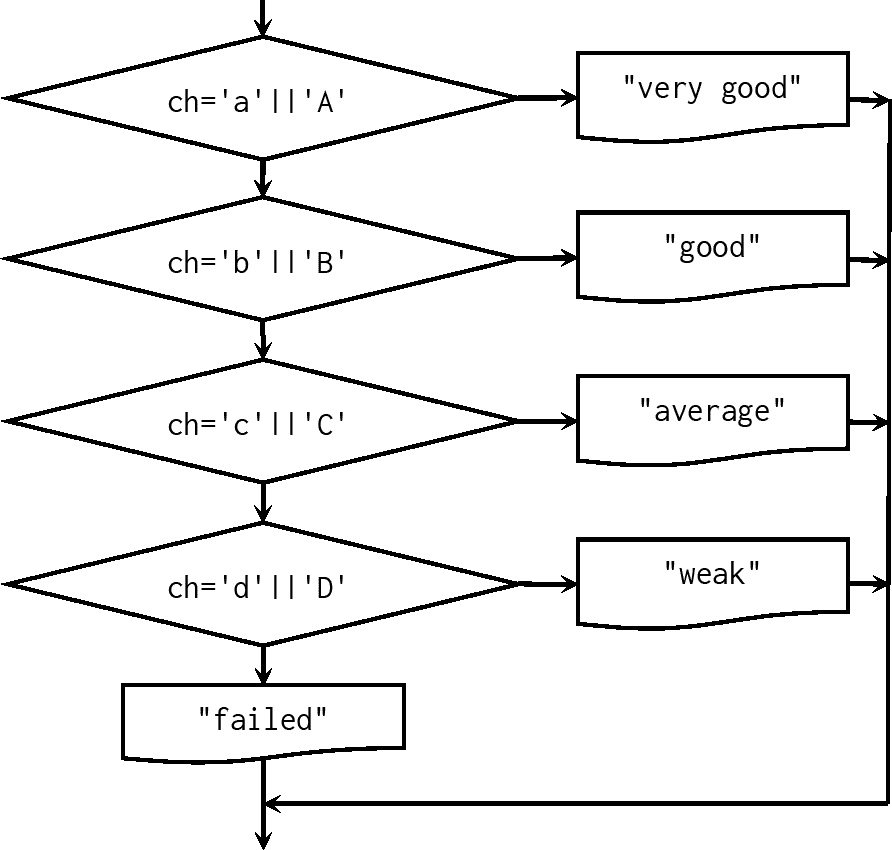 ch='a'||'A'
"very good"
ch='b'||'B'
"good"
ch='c'||'C'
"average"
ch='d'||'D'
"weak"
"failed"